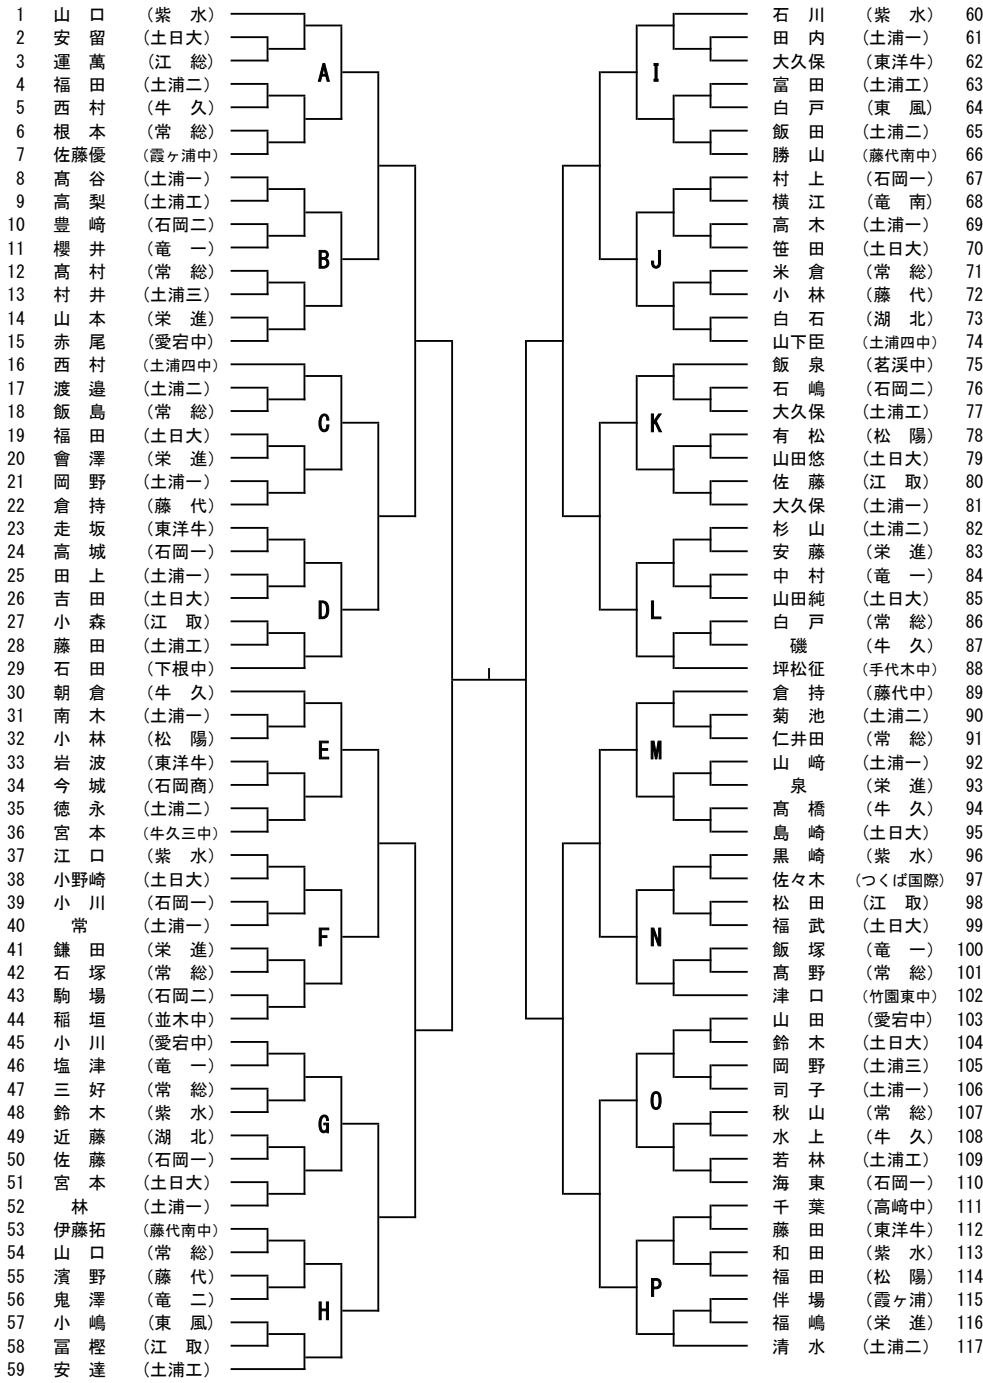 1 山 口 （紫 水）
2 安 留 （土日大）
3 運 萬 （江 総）
4 福 田 （土浦二）
5 西 村 （牛 久）
6 根 本 （常 総）
7 佐藤優 （霞ヶ浦中）
8 髙 谷 （土浦一）
9 高 梨 （土浦工）
10 豊 﨑 （石岡二）
11 櫻 井 （竜 一）
12 髙 村 （常 総）
13 村 井 （土浦三）
14 山 本 （栄 進）
15 赤 尾 （愛宕中）
16 西 村 （土浦四中）
17 渡 邉 （土浦二）
18 飯 島 （常 総）
19 福 田 （土日大）
20 會 澤 （栄 進）
21 岡 野 （土浦一）
22 倉 持 （藤 代）
23 走 坂 （東洋牛）
24 高 城 （石岡一）
25 田 上 （土浦一）
26 吉 田 （土日大）
27 小 森 （江 取）
28 藤 田 （土浦工）
29 石 田 （下根中）
30 朝 倉 （牛 久）
31 南 木 （土浦一）
32 小 林 （松 陽）
33 岩 波 （東洋牛）
34 今 城 （石岡商）
35 徳 永 （土浦二）
36 宮 本 （牛久三中）
37 江 口 （紫 水）
38 小野崎 （土日大）
39 小 川 （石岡一）
40 常 （土浦一）
41 鎌 田 （栄 進）
42 石 塚 （常 総）
43 駒 場 （石岡二）
44 稲 垣 （並木中）
45 小 川 （愛宕中）
46 塩 津 （竜 一）
47 三 好 （常 総）
48 鈴 木 （紫 水）
49 近 藤 （湖 北）
50 佐 藤 （石岡一）
51 宮 本 （土日大）
52 林 （土浦一）
53 伊藤拓 （藤代南中）
54 山 口 （常 総）
55 濱 野 （藤 代）
56 鬼 澤 （竜 二）
57 小 嶋 （東 風）
58 冨 樫 （江 取）
59 安 達 （土浦工）
A
B
C
D
E
F
G
H
I
J
K
L
M
N
O
P
石 川 （紫 水） 60
田 内 （土浦一） 61
大久保 （東洋牛） 62
富 田 （土浦工） 63
白 戸 （東 風） 64
飯 田 （土浦二） 65
勝 山 （藤代南中） 66
村 上 （石岡一） 67
横 江 （竜 南） 68
高 木 （土浦一） 69
笹 田 （土日大） 70
米 倉 （常 総） 71
小 林 （藤 代） 72
白 石 （湖 北） 73
山下臣 （土浦四中） 74
飯 泉 （茗溪中） 75
石 嶋 （石岡二） 76
大久保 （土浦工） 77
有 松 （松 陽） 78
山田悠 （土日大） 79
佐 藤 （江 取） 80
大久保 （土浦一） 81
杉 山 （土浦二） 82
安 藤 （栄 進） 83
中 村 （竜 一） 84
山田純 （土日大） 85
白 戸 （常 総） 86
磯 （牛 久） 87
坪松征 （手代木中） 88
倉 持 （藤代中） 89
菊 池 （土浦二） 90
仁井田 （常 総） 91
山 﨑 （土浦一） 92
泉 （栄 進） 93
髙 橋 （牛 久） 94
島 崎 （土日大） 95
黒 崎 （紫 水） 96
佐々木 （つくば国際） 97
松 田 （江 取） 98
福 武 （土日大） 99
飯 塚 （竜 一） 100
髙 野 （常 総） 101
津 口 （竹園東中） 102
山 田 （愛宕中） 103
鈴 木 （土日大） 104
岡 野 （土浦三） 105
司 子 （土浦一） 106
秋 山 （常 総） 107
水 上 （牛 久） 108
若 林 （土浦工） 109
海 東 （石岡一） 110
千 葉 （高﨑中） 111
藤 田 （東洋牛） 112
和 田 （紫 水） 113
福 田 （松 陽） 114
伴 場 （霞ヶ浦） 115
福 嶋 （栄 進） 116
清 水 （土浦二） 117